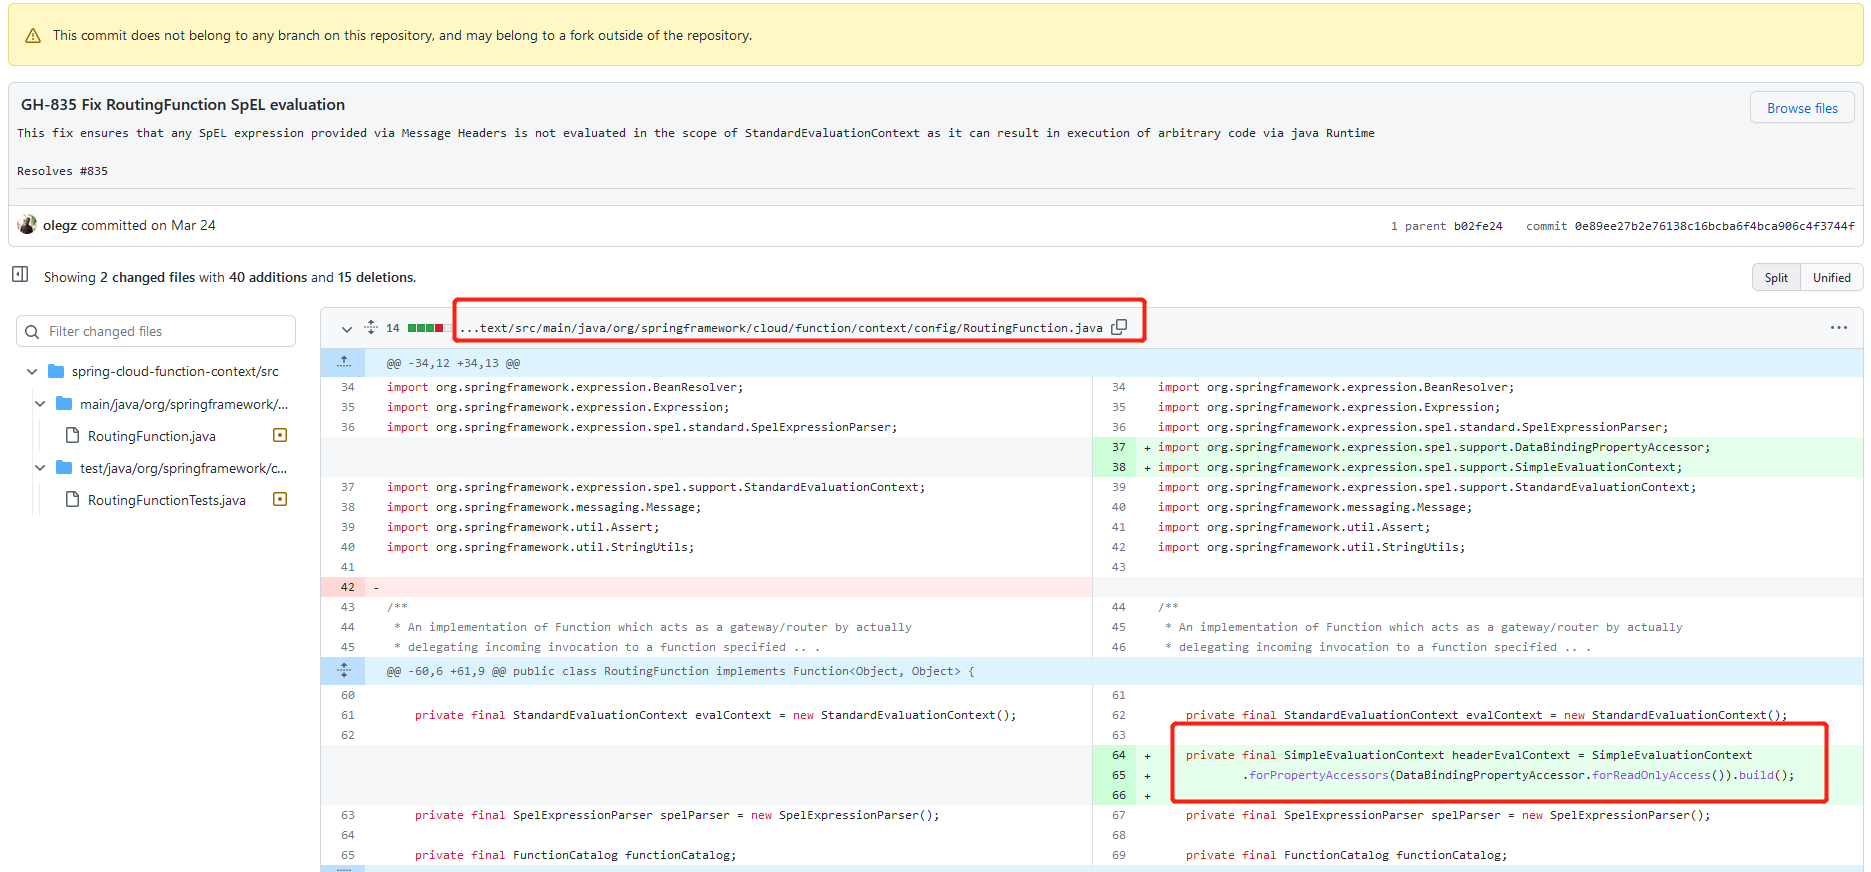 This commit does not belong to any branch on this repository, and may belong to a fork outside of the repository.
GH-835 Fix RoutingFunction SpEL evaluation
Browse files
This fix ensures that any SpEL expression provided via Message Headers is not evaluated in the scope of StandardEvaluationContext as it can result in execution of arbitrary code via java Runtime
Resolves #835
olegz committed on Mar 24
1 parent b02fe24 commit 0e89ee27b2e76138c16bcba6f4bca906c4f3744f
Showing 2 changed files with 40 additions and 15 deletions.
Split Unified
Filter changed files
spring-cloud-function-context/src
main/java/org/springframework/...
RoutingFunction.java
test/java/org/springframework/c...
RoutingFunctionTests.java
14 ...text/src/main/java/org/springframework/cloud/function/context/config/RoutingFunction.java
@@ -34,12 +34,13 @@
34 import org.springframework.expression.BeanResolver; 34 import org.springframework.expression.BeanResolver;
35 import org.springframework.expression.Expression; 35 import org.springframework.expression.Expression;
36 import org.springframework.expression.spel.standard.SpelExpressionParser; 36 import org.springframework.expression.spel.standard.SpelExpressionParser;
37 + import org.springframework.expression.spel.support.DataBindingPropertyAccessor;
38 + import org.springframework.expression.spel.support.SimpleEvaluationContext;
37 import org.springframework.expression.spel.support.StandardEvaluationContext; 39 import org.springframework.expression.spel.support.StandardEvaluationContext;
38 import org.springframework.messaging.Message; 40 import org.springframework.messaging.Message;
39 import org.springframework.util.Assert; 41 import org.springframework.util.Assert;
40 import org.springframework.util.StringUtils; 42 import org.springframework.util.StringUtils;
41 43
42 -
43 /** 44 /**
44 * An implementation of Function which acts as a gateway/router by actually 45 * An implementation of Function which acts as a gateway/router by actually
45 * delegating incoming invocation to a function specified .. . 46 * delegating incoming invocation to a function specified .. .
@@ -60,6 +61,9 @@ public class RoutingFunction implements Function<Object, Object> {
60 61
61 private final StandardEvaluationContext evalContext = new StandardEvaluationContext(); 62 private final StandardEvaluationContext evalContext = new StandardEvaluationContext();
62 63
64 + private final SimpleEvaluationContext headerEvalContext = SimpleEvaluationContext
65 + .forPropertyAccessors(DataBindingPropertyAccessor.forReadOnlyAccess()).build();
66 +
63 private final SpelExpressionParser spelParser = new SpelExpressionParser(); 67 private final SpelExpressionParser spelParser = new SpelExpressionParser();
64 68
65 private final FunctionCatalog functionCatalog; 69 private final FunctionCatalog functionCatalog;